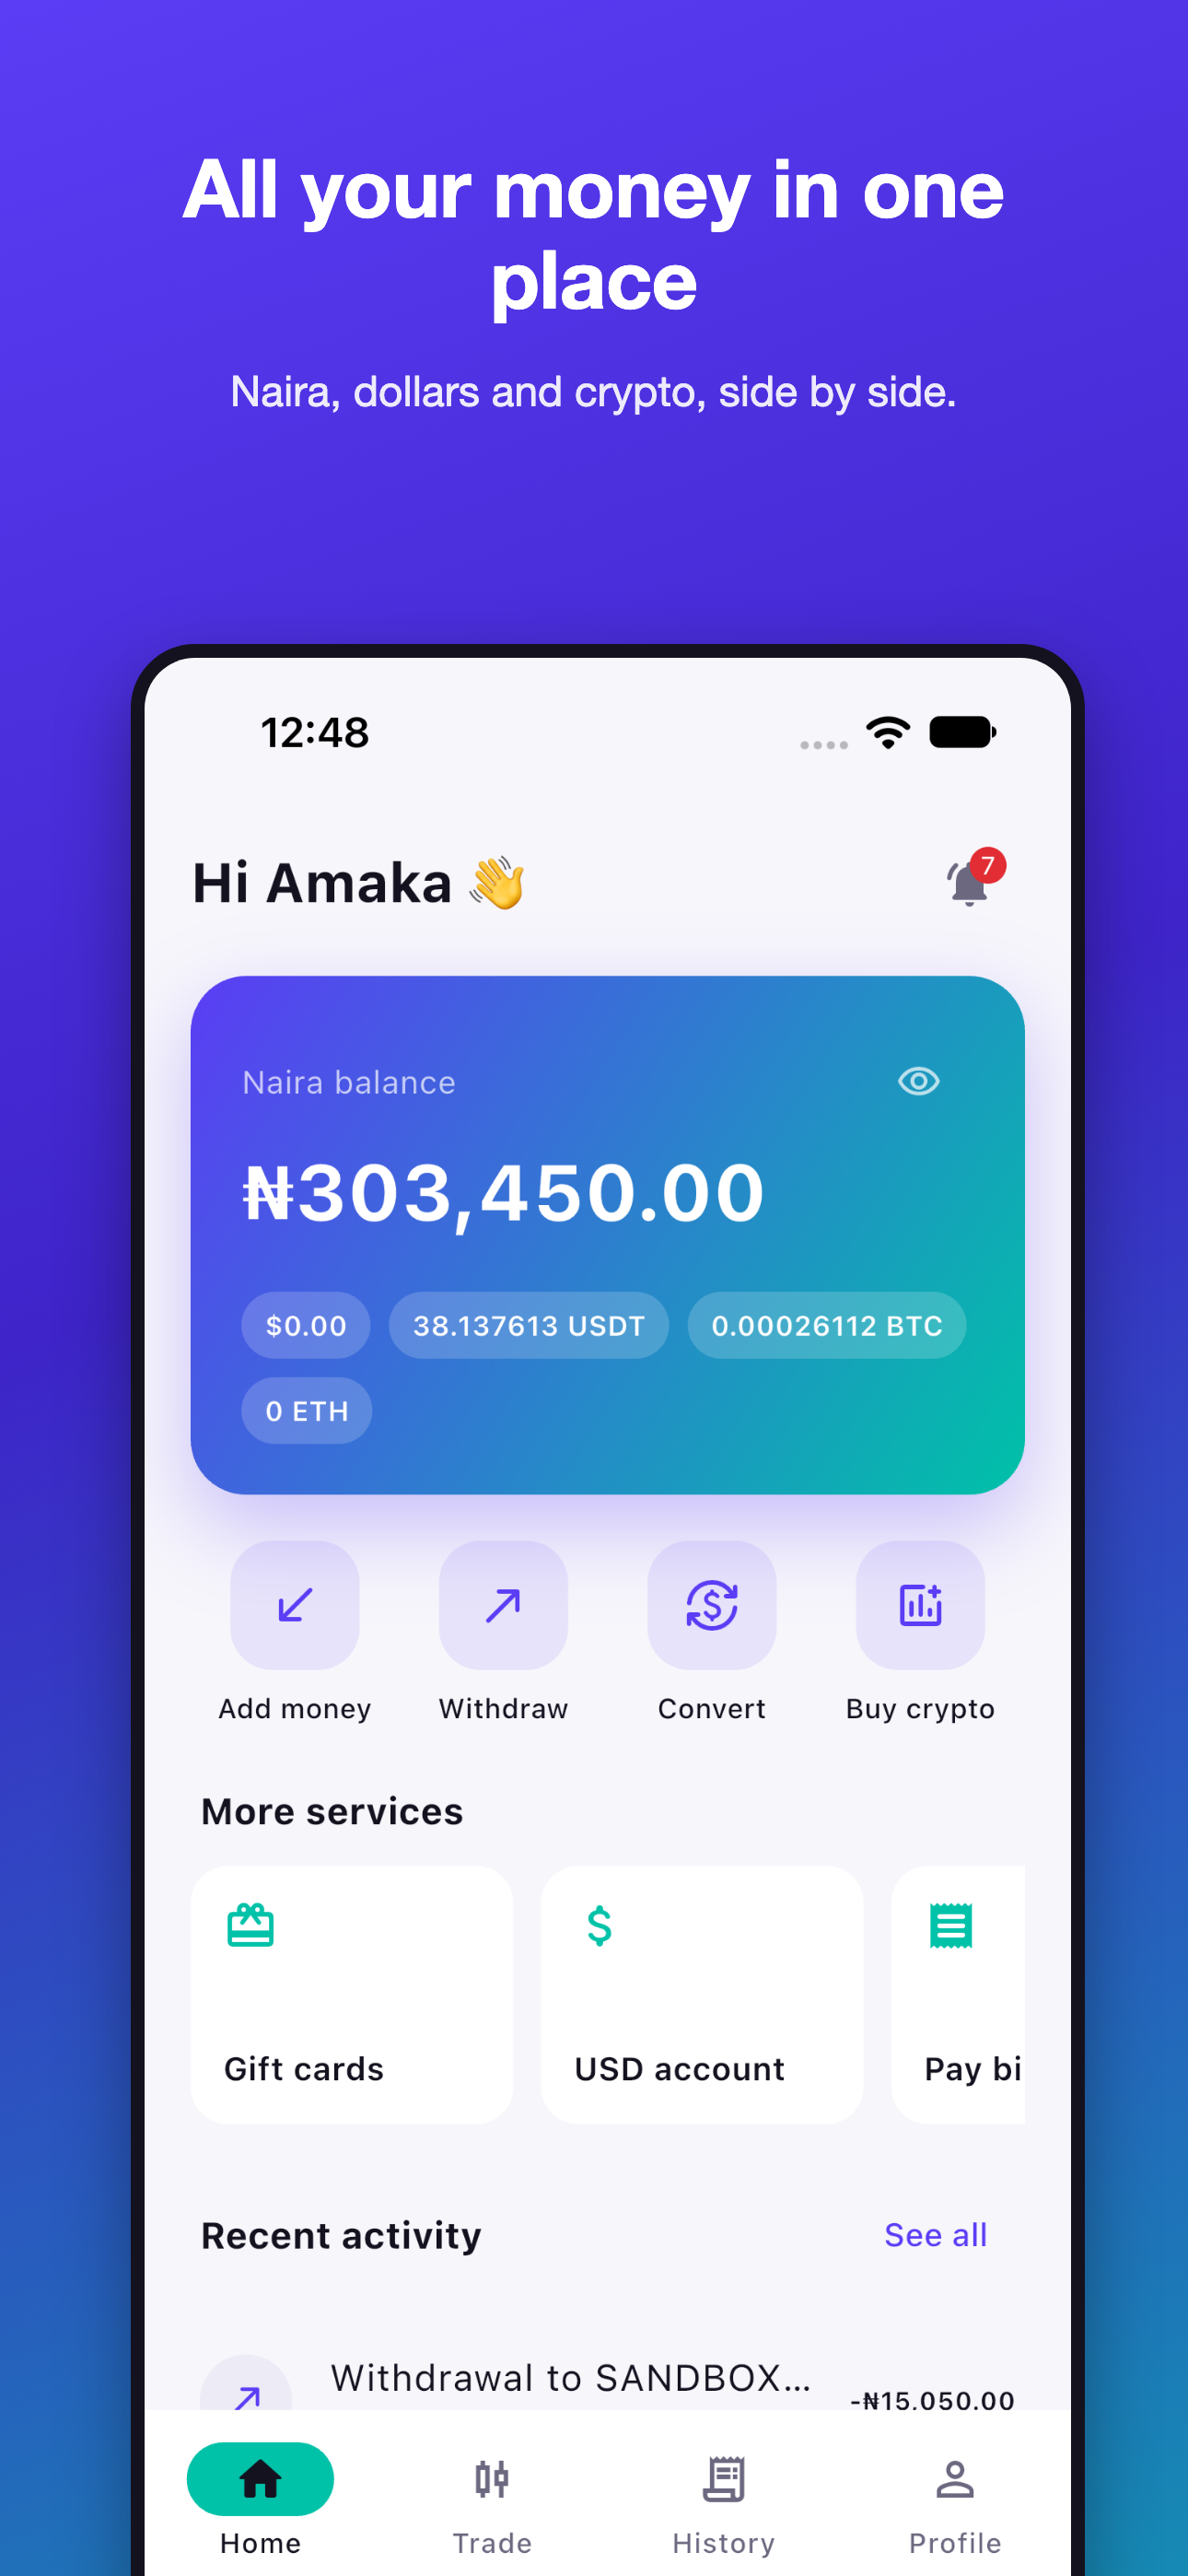 All your money in one
place
Naira, dollars and crypto, side by side.
12:48
Hi Amaka 👋
7
Naira balance
₦303,450.00
$0.00
38.137613 USDT
0.00026112 BTC
0 ETH
Add money
Withdraw
Convert
Buy crypto
More services
Gift cards
USD account
Pay bi
Recent activity
See all
Withdrawal to SANDBOX...
-₦15,050.00
Home
Trade
History
Profile